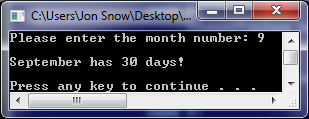 C:\Users\Jon Snow\Desktop\...
Please enter the month number: 9
September has 30 days!
Press any key to continue . . .